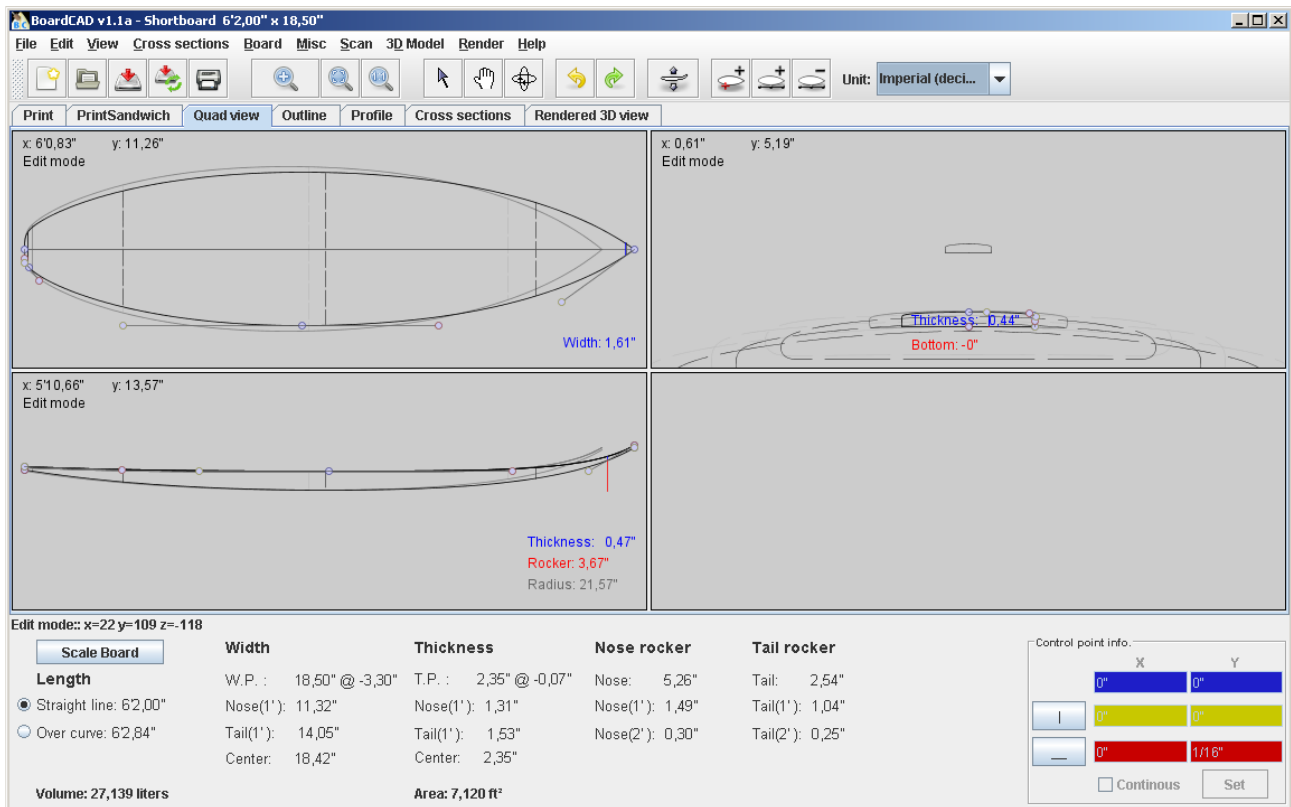 BoardCAD v1.1a - Shortboard 6'2,00" x 18,50"
File Edit View Cross sections Board Misc Scan 3D Model Render Help
Unit: Imperial (deci...
Print PrintSandwich Quad view Outline Profile Cross sections Rendered 3D view
x: 6'0,83" y: 11,26"
Edit mode
Width: 1,61"
x: 0,61" y: 5,19"
Edit mode
Thickness: 0,44"
Bottom: -0"
x: 5'10,66" y: 13,57"
Edit mode
Thickness: 0,47"
Rocker: 3,67"
Radius: 21,57"
Edit mode:: x=22 y=109 z=-118
Scale Board
Length
Straight line: 6'2,00"
Over curve: 6'2,84"
Volume: 27,139 liters
Width
W.P. : 18,50" @ -3,30"
Nose(1'): 11,32"
Tail(1'): 14,05"
Center: 18,42"
Thickness
T.P. : 2,35" @ -0,07"
Nose(1'): 1,31"
Tail(1'): 1,53"
Center: 2,35"
Area: 7,120 ft²
Nose rocker
Nose: 5,26"
Nose(1'): 1,49"
Nose(2'): 0,30"
Tail rocker
Tail: 2,54"
Tail(1'): 1,04"
Tail(2'): 0,25"
Control point info.
X Y
0" 0"
0" 0"
0" 1/16"
Continous Set